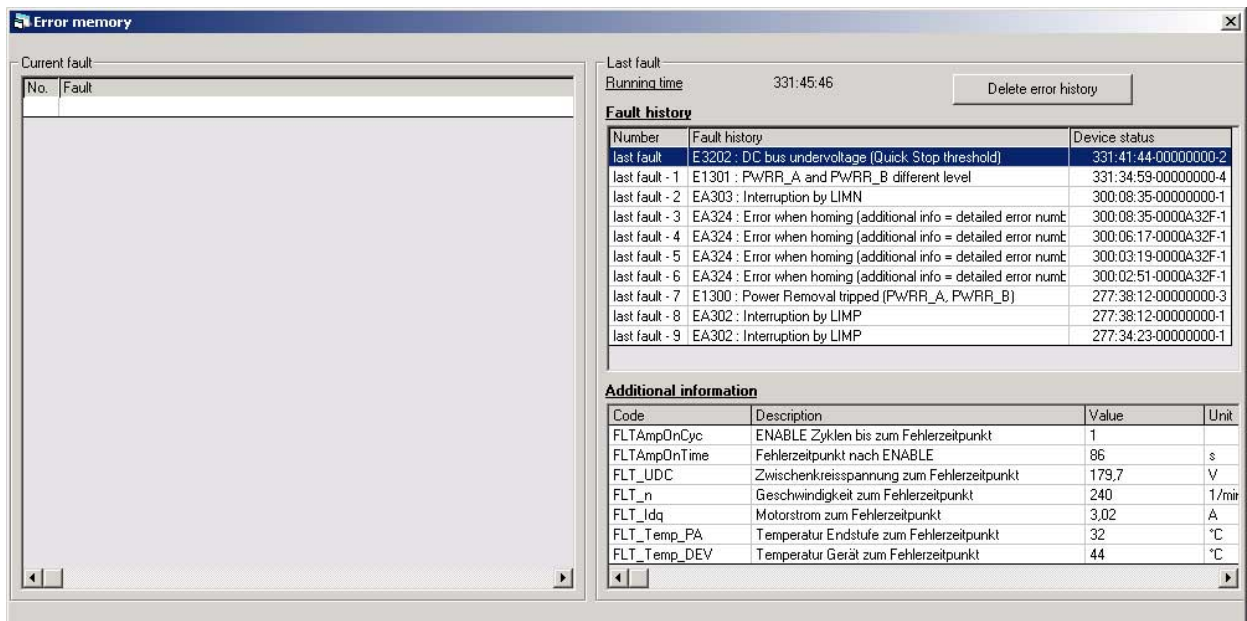 Error memory
Current fault
No. Fault
Last fault
Running time 331:45:46 Delete error history
Fault history
Number Fault history Device status
last fault E3202 : DC bus undervoltage (Quick Stop threshold) 331:41:44-00000000-2
last fault - 1 E1301 : PWRR_A and PWRR_B different level 331:34:59-00000000-4
last fault - 2 EA303 : Interruption by LIMN 300:08:35-00000000-1
last fault - 3 EA324 : Error when homing (additional info = detailed error numb 300:08:35-0000A32F-1
last fault - 4 EA324 : Error when homing (additional info = detailed error numb 300:06:17-0000A32F-1
last fault - 5 EA324 : Error when homing (additional info = detailed error numb 300:03:19-0000A32F-1
last fault - 6 EA324 : Error when homing (additional info = detailed error numb 300:02:51-0000A32F-1
last fault - 7 E1300 : Power Removal tripped (PWRR_A, PWRR_B) 277:38:12-00000000-3
last fault - 8 EA302 : Interruption by LIMP 277:38:12-00000000-1
last fault - 9 EA302 : Interruption by LIMP 277:34:23-00000000-1
Additional information
Code Description Value Unit
FLTAmpOnCyc ENABLE Zyklen bis zum Fehlerzeitpunkt 1
FLTAmpOnTime Fehlerzeitpunkt nach ENABLE 86 s
FLT_UDC Zwischenkreisspannung zum Fehlerzeitpunkt 179,7 V
FLT_n Geschwindigkeit zum Fehlerzeitpunkt 240 1/min
FLT_Idq Motorstrom zum Fehlerzeitpunkt 3,02 A
FLT_Temp_PA Temperatur Endstufe zum Fehlerzeitpunkt 32 °C
FLT_Temp_DEV Temperatur Gerät zum Fehlerzeitpunkt 44 °C